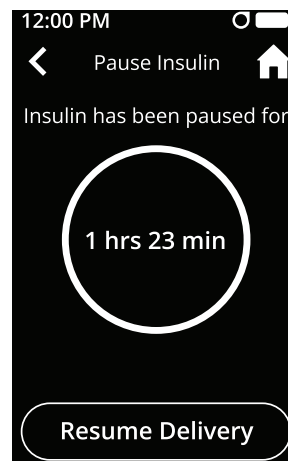 12:00 PM
Pause Insulin
Insulin has been paused for
1 hrs 23 min
Resume Delivery